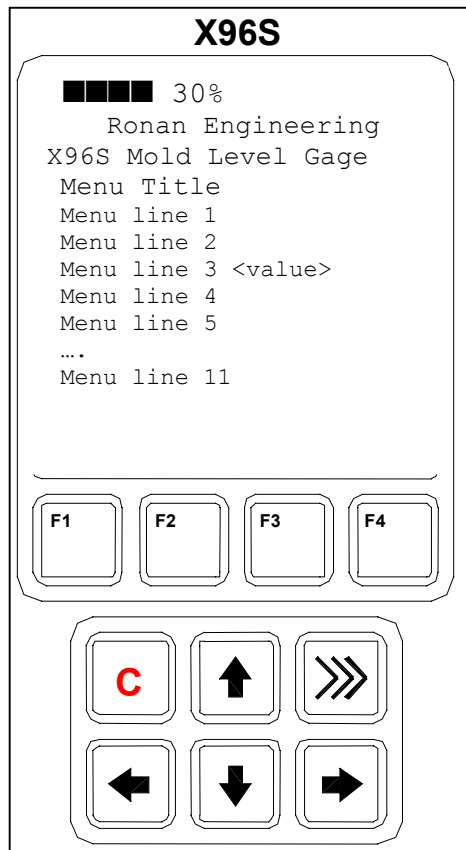 X96S
30%
Ronan Engineering
X96S Mold Level Gage
Menu Title
Menu line 1
Menu line 2
Menu line 3 <value>
Menu line 4
Menu line 5
….
Menu line 11
F1 F2 F3 F4
C